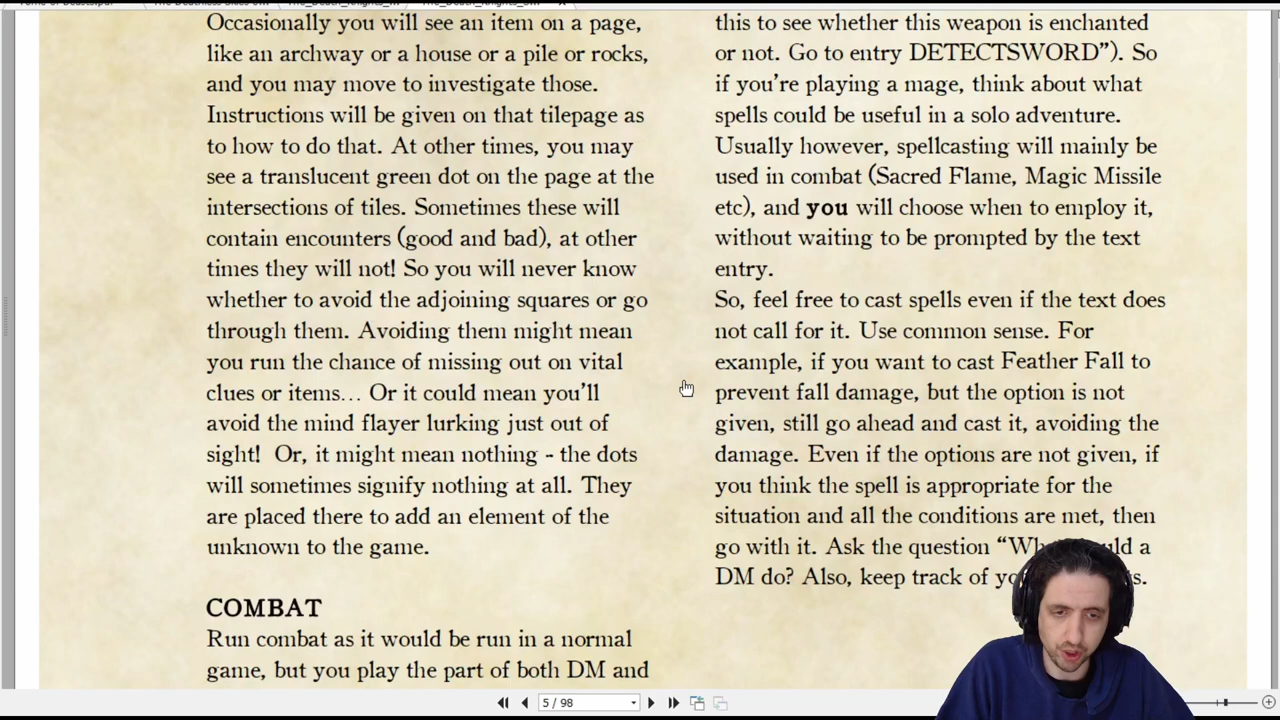 Occasionally you will see an item on a page,
like an archway or a house or a pile or rocks,
and you may move to investigate those.
Instructions will be given on that tilepage as
to how to do that. At other times, you may
see a translucent green dot on the page at the
intersections of tiles. Sometimes these will
contain encounters (good and bad), at other
times they will not! So you will never know
whether to avoid the adjoining squares or go
through them. Avoiding them might mean
you run the chance of missing out on vital
clues or items... Or it could mean you'll
avoid the mind flayer lurking just out of
sight! Or, it might mean nothing - the dots
will sometimes signify nothing at all. They
are placed there to add an element of the
unknown to the game.
COMBAT
Run combat as it would be run in a normal
game, but you play the part of both DM and
this to see whether this weapon is enchanted
or not. Go to entry DETECTSWORD”). So
if you’re playing a mage, think about what
spells could be useful in a solo adventure.
Usually however, spellcasting will mainly be
used in combat (Sacred Flame, Magic Missile
etc), and you will choose when to employ it,
without waiting to be prompted by the text
entry.
So, feel free to cast spells even if the text does
not call for it. Use common sense. For
example, if you want to cast Feather Fall to
prevent fall damage, but the option is not
given, still go ahead and cast it, avoiding the
damage. Even if the options are not given, if
you think the spell is appropriate for the
situation and all the conditions are met, then
go with it. Ask the question “ a
DM do? Also, keep track of
5 / 98